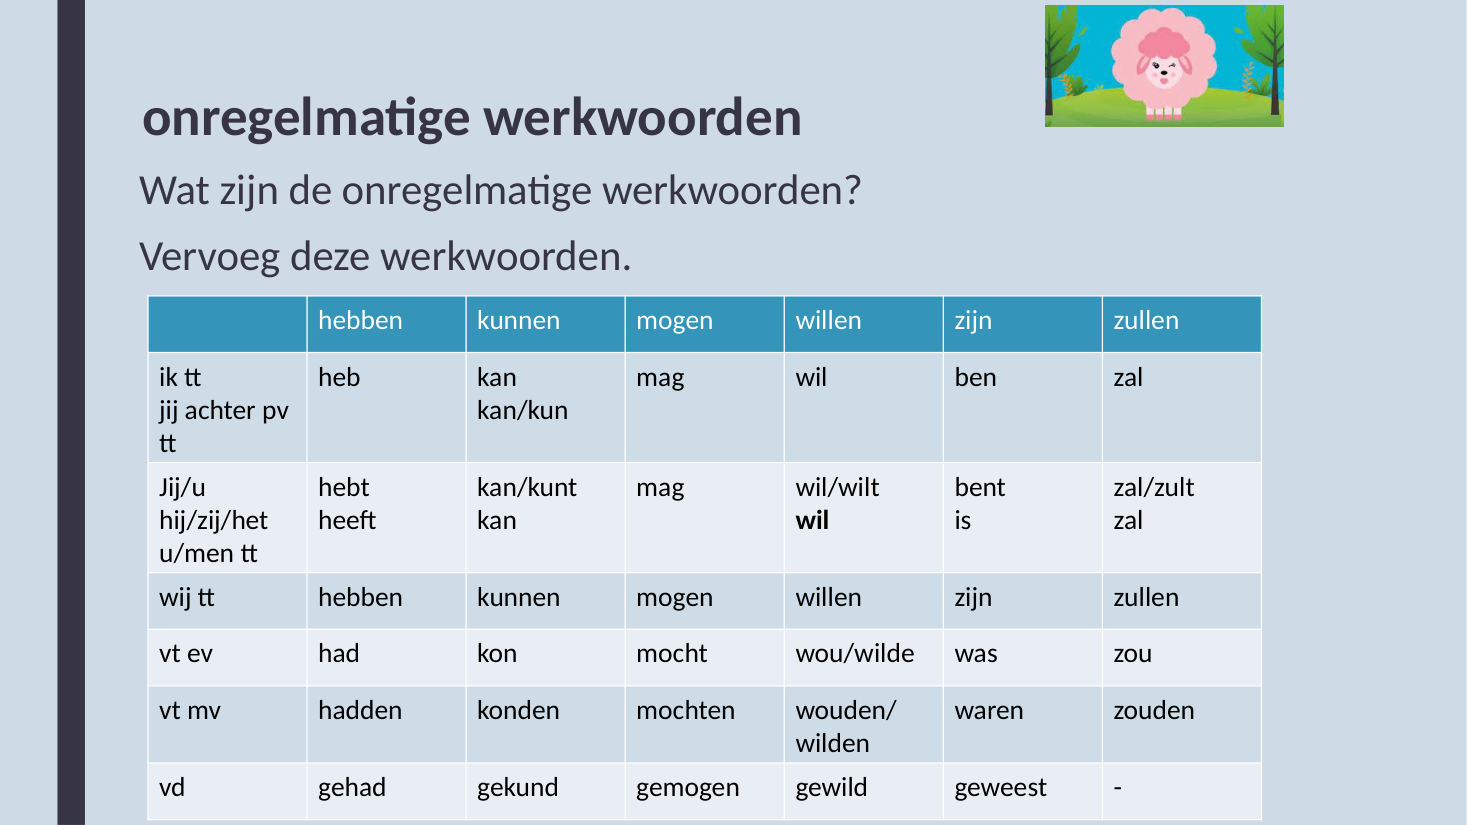 onregelmatige werkwoorden
Wat zijn de onregelmatige werkwoorden?
Vervoeg deze werkwoorden.
hebben kunnen mogen willen zijn zullen
ik tt heb kan mag wil ben zal
jij achter pv kan/kun
tt
Jij/u hebt kan/kunt mag wil/wilt bent zal/zult
hij/zij/het heeft kan wil is zal
u/men tt
wij tt hebben kunnen mogen willen zijn zullen
vt ev had kon mocht wou/wilde was zou
vt mv hadden konden mochten wouden/ waren zouden
wilden
vd gehad gekund gemogen gewild geweest -